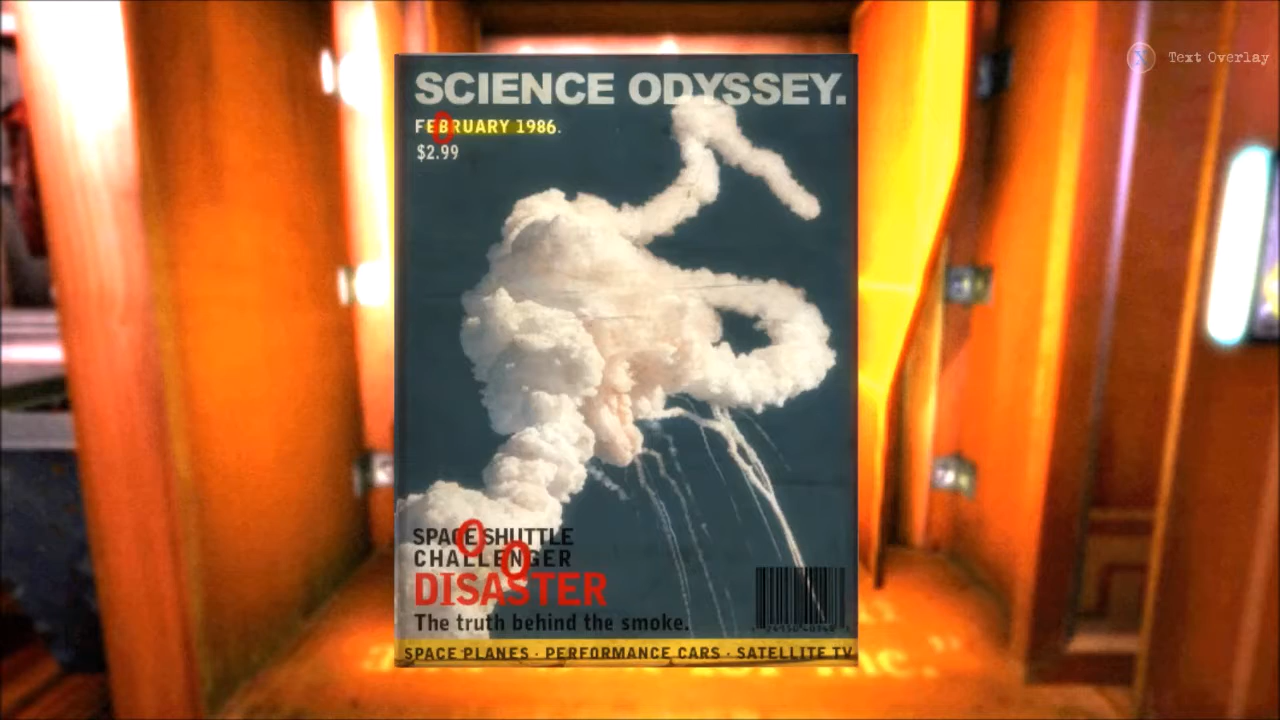 SCIENCE ODYSSEY.
FEBRUARY 1986.
$2.99
X Text Overlay
SPACE SHUTTLE
CHALLENGER
DISASTER
The truth behind the smoke.
SPACE PLANES · PERFORMANCE CARS · SATELLITE TV
me."